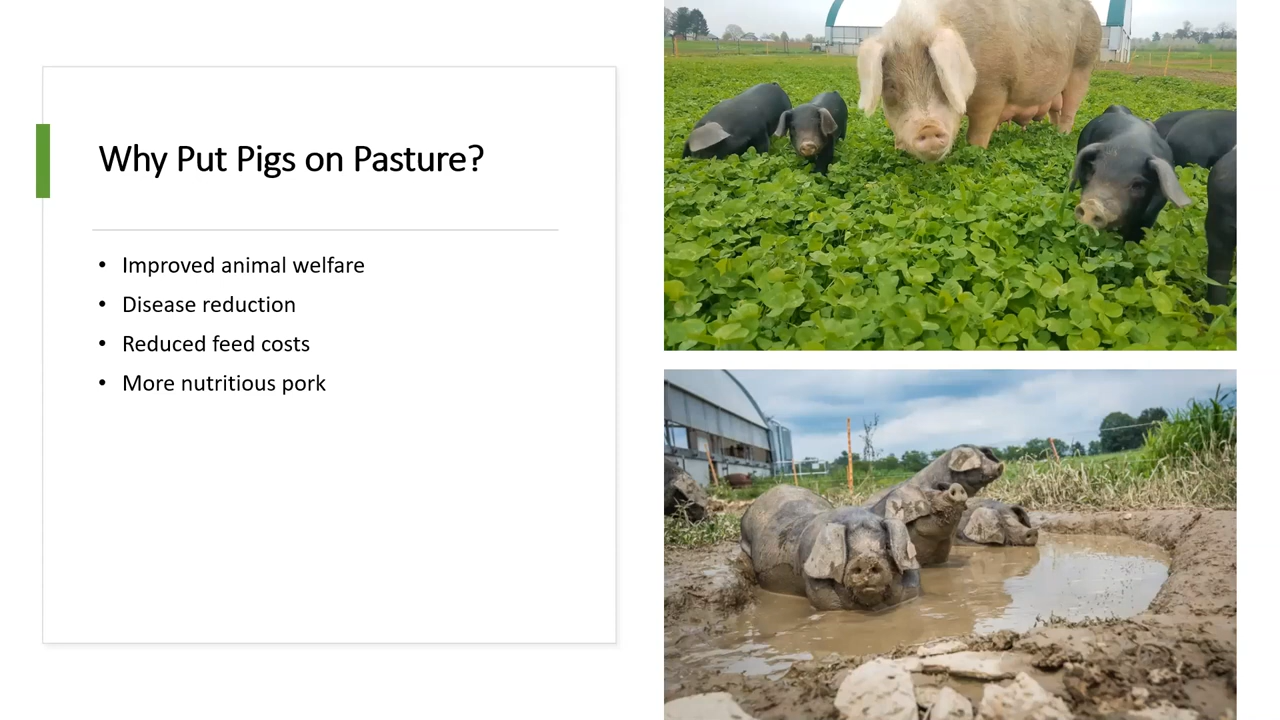 Why Put Pigs on Pasture?
• Improved animal welfare
• Disease reduction
• Reduced feed costs
• More nutritious pork